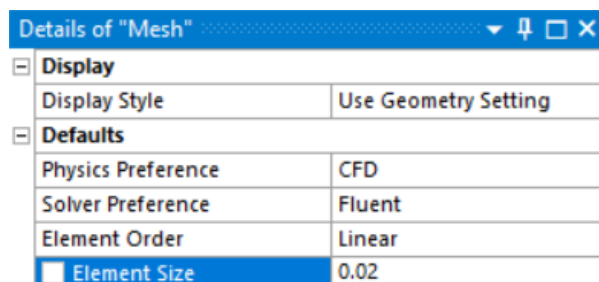 Details of "Mesh"
Display
Display Style Use Geometry Setting
Defaults
Physics Preference CFD
Solver Preference Fluent
Element Order Linear
Element Size 0.02